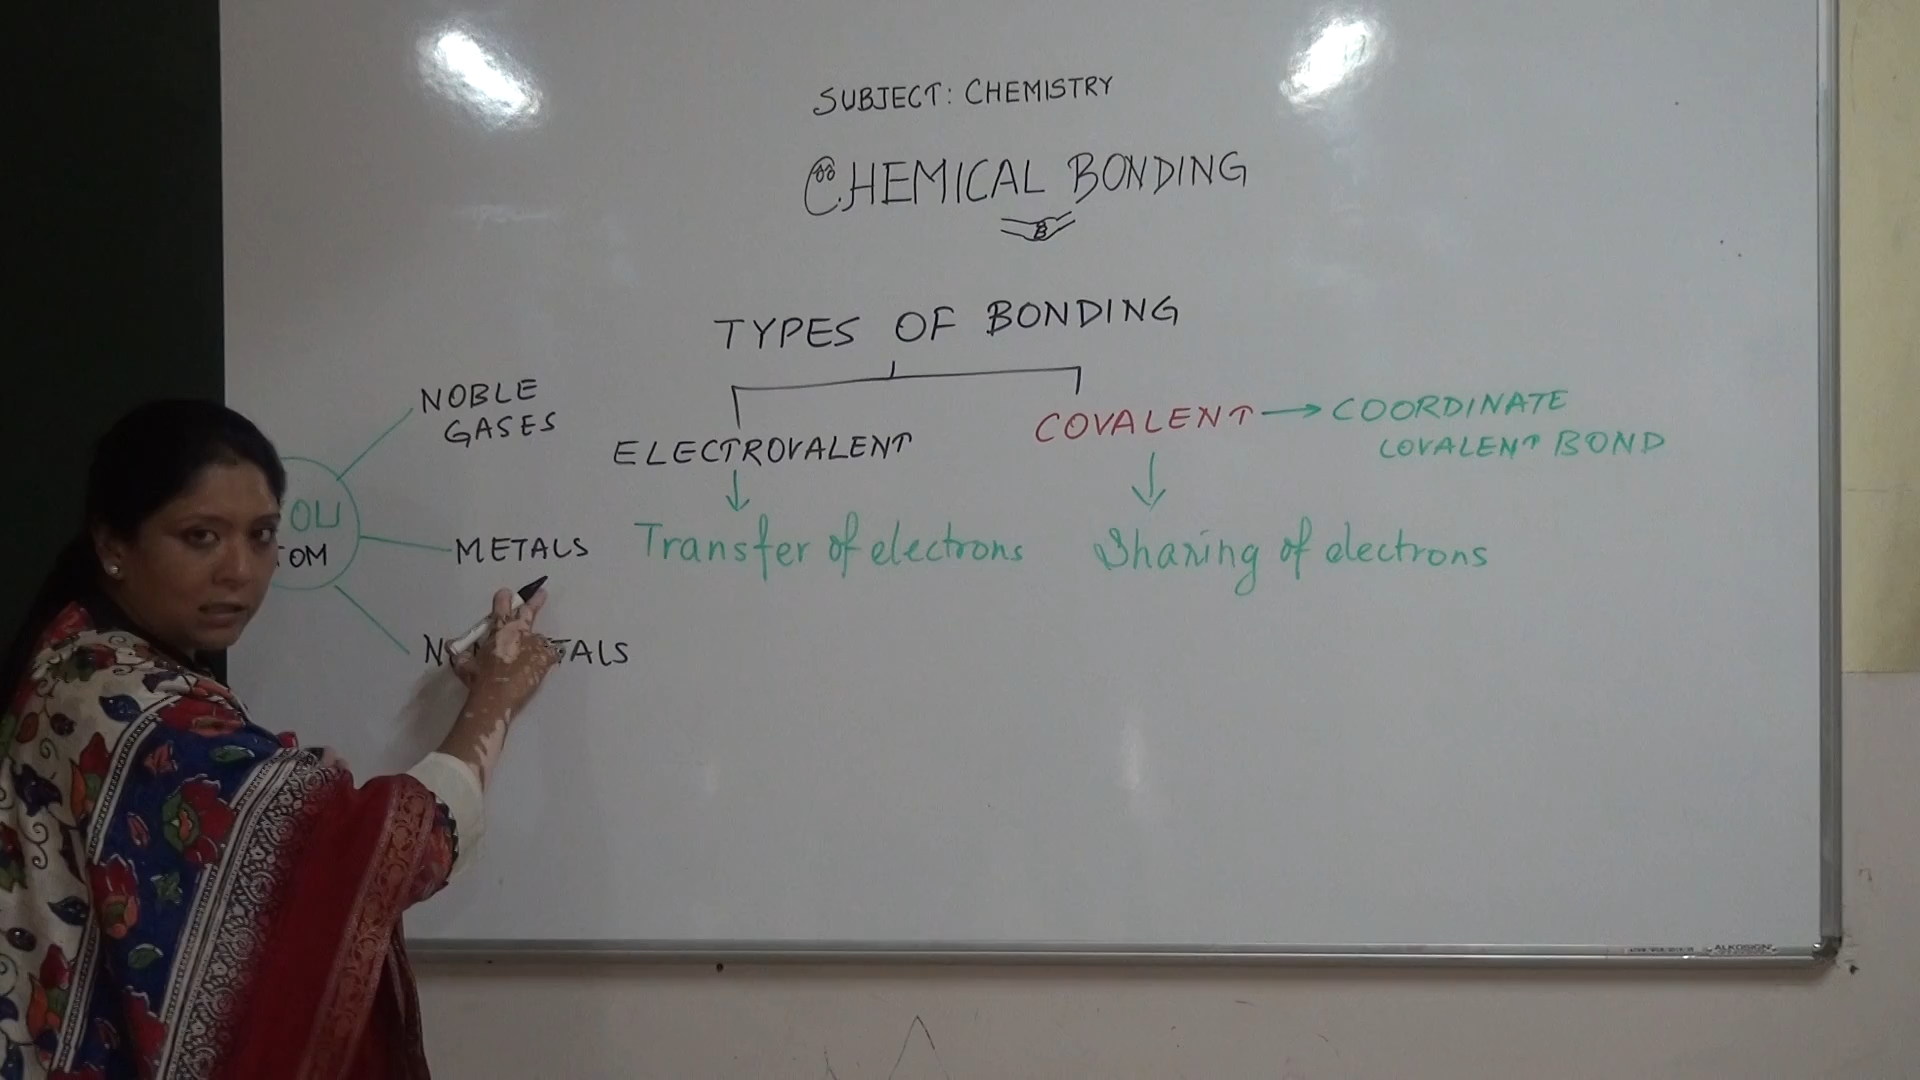 SUBJECT: CHEMISTRY
CHEMICAL BONDING
TYPES OF BONDING
NOBLE
GASES
ELECTROVALENT
COVALENT → COORDINATE
COVALENT BOND
METALS
Transfer of electrons
Sharing of electrons
ALKOSIGN